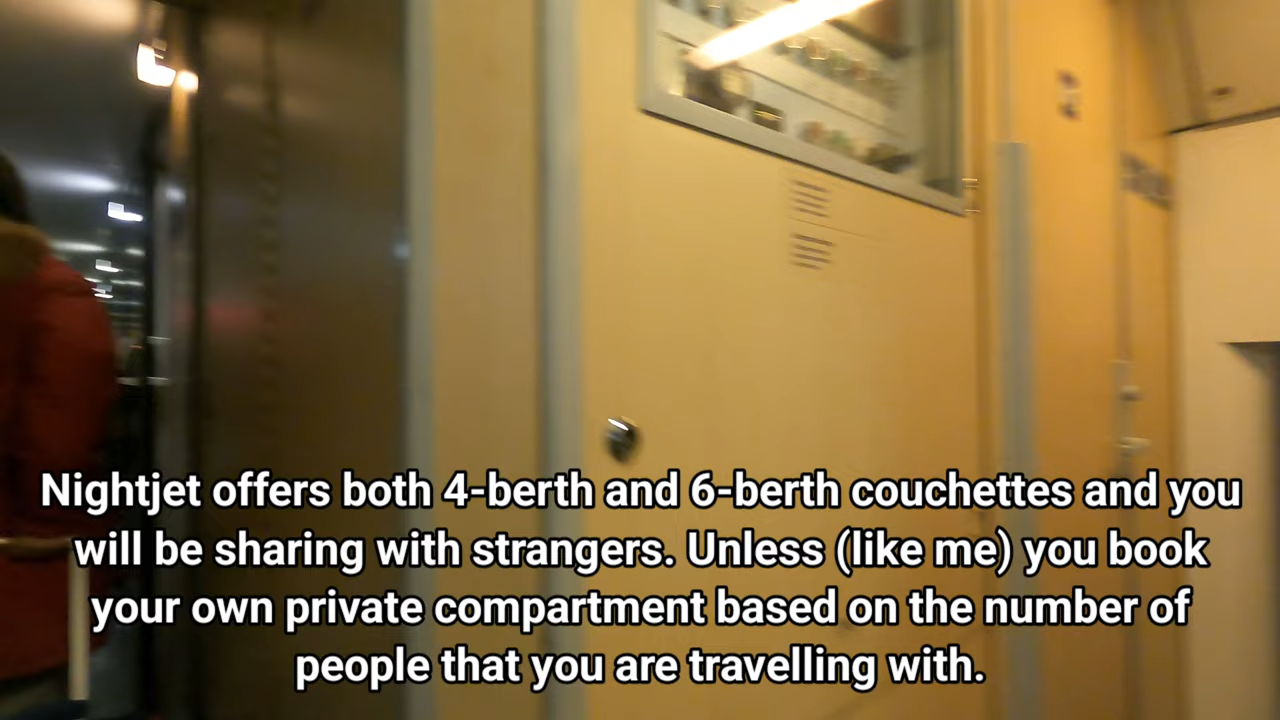 Nightjet offers both 4-berth and 6-berth couchettes and you
will be sharing with strangers. Unless (like me) you book
your own private compartment based on the number of
people that you are travelling with.